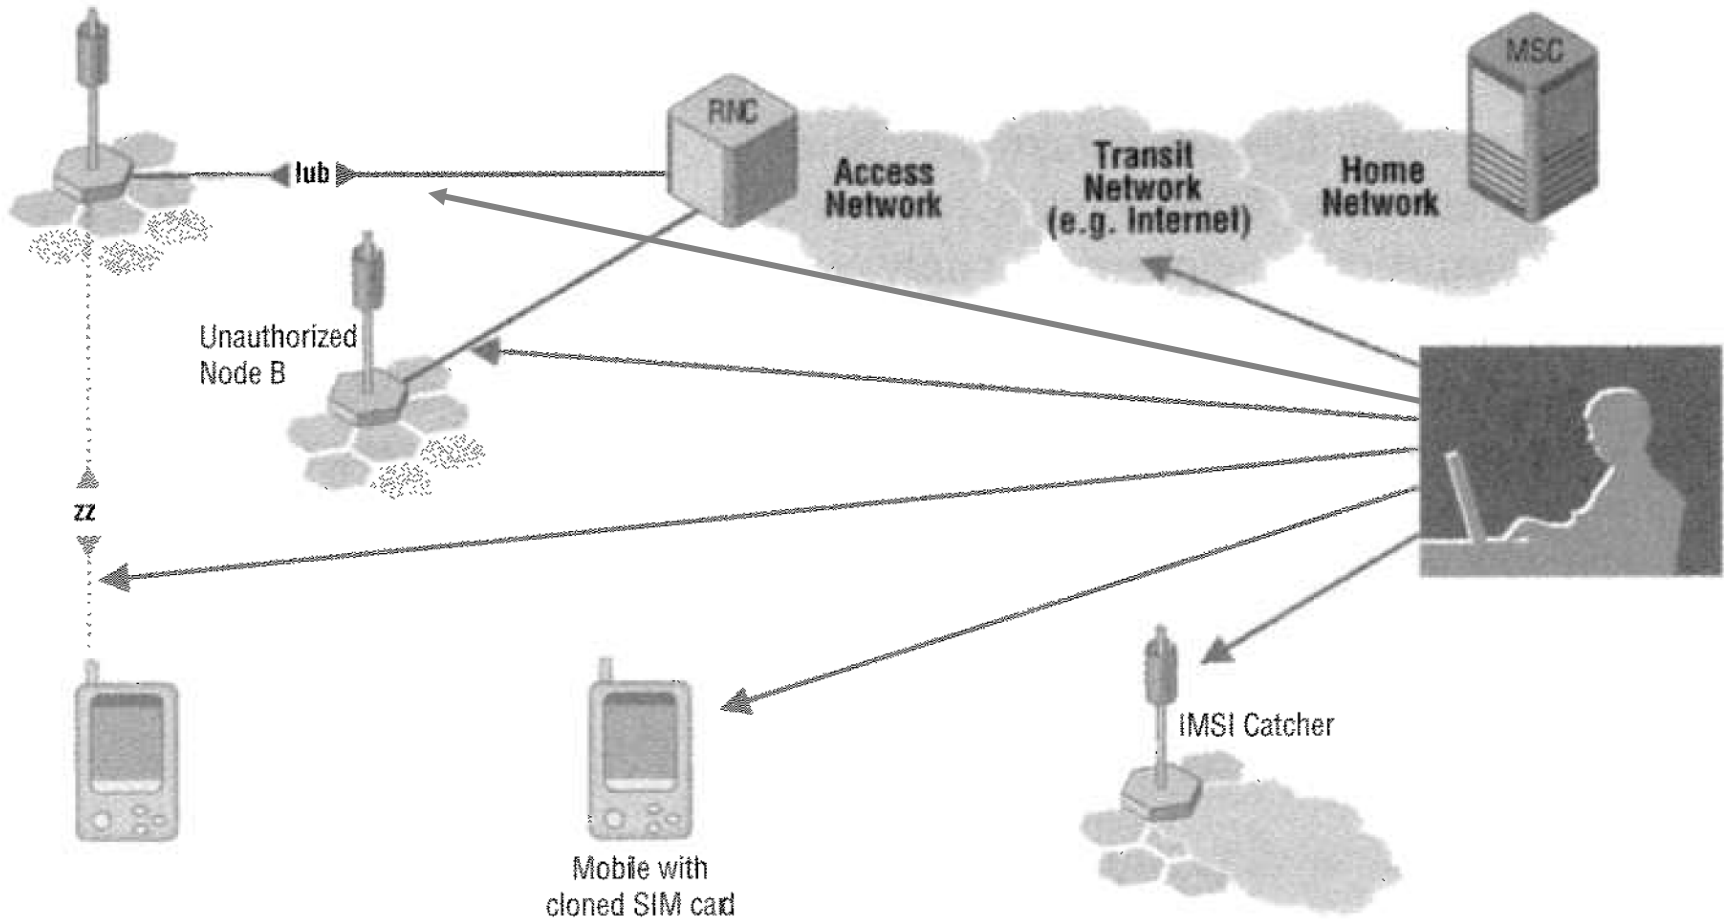 MSC
RNC
Access
Network
Transit
Network
(e.g. Internet)
Home
Network
Iub
Unauthorized
Node B
zz
IMSI Catcher
Mobile with
cloned SIM card